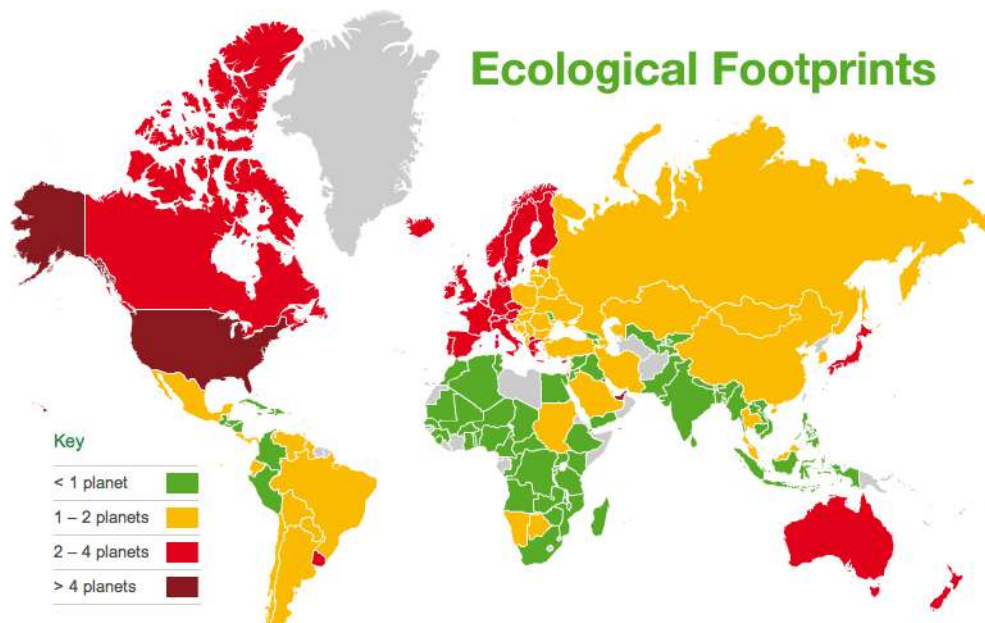 Ecological Footprints
Key
< 1 planet
1 – 2 planets
2 – 4 planets
> 4 planets